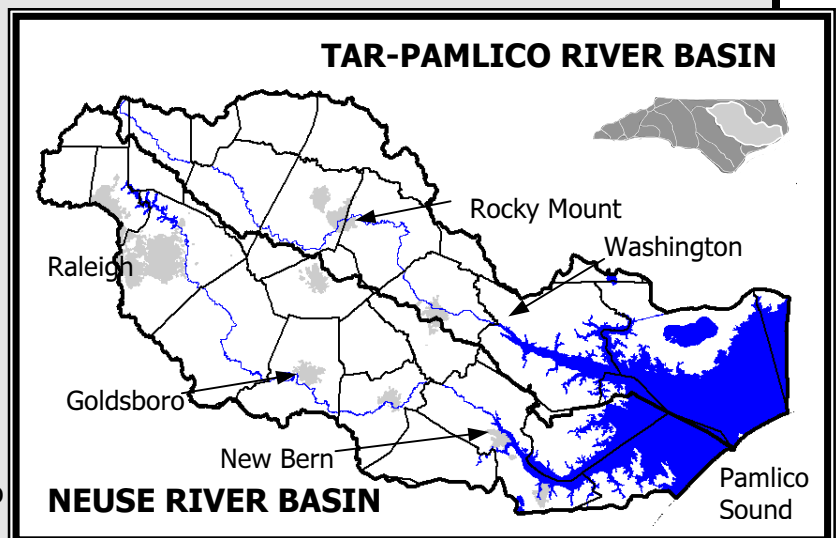 TAR-PAMLICO RIVER BASIN
Rocky Mount
Washington
Raleigh
Goldsboro
New Bern
Pamlico
Sound
NEUSE RIVER BASIN